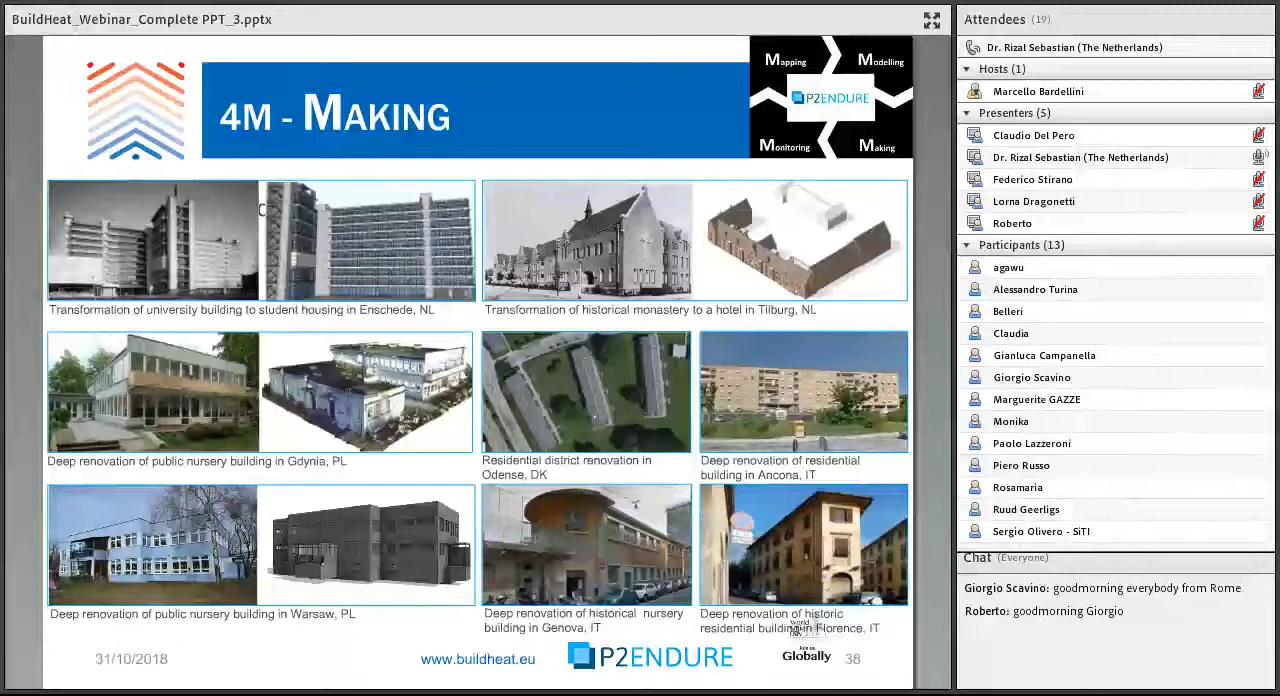 BuildHeat_Webinar_Complete PPT_3.pptx
4M - MAKING
Mapping
Modelling
P2ENDURE
Monitoring
Making
Transformation of university building to student housing in Enschede, NL
Transformation of historical monastery to a hotel in Tilburg, NL
Deep renovation of public nursery building in Gdynia, PL
Residential district renovation in
Odense, DK
Deep renovation of residential
building in Ancona, IT
Deep renovation of public nursery building in Warsaw, PL
Deep renovation of historical nursery
building in Genova, IT
Deep renovation of historic
residential building in Florence, IT
31/10/2018
www.buildheat.eu
P2ENDURE
Join us
Globally
38
Attendees (19)
Dr. Rizal Sebastian (The Netherlands)
Hosts (1)
Marcello Bardellini
Presenters (5)
Claudio Del Pero
Dr. Rizal Sebastian (The Netherlands)
Federico Stirano
Lorna Dragonetti
Roberto
Participants (13)
agawu
Alessandro Turina
Belleri
Claudia
Gianluca Campanella
Giorgio Scavino
Marguerite GAZZE
Monika
Paolo Lazzeroni
Piero Russo
Rosamaria
Ruud Geerligs
Sergio Olivero - SiTI
Chat (Everyone)
Giorgio Scavino: goodmorning everybody from Rome
Roberto: goodmorning Giorgio